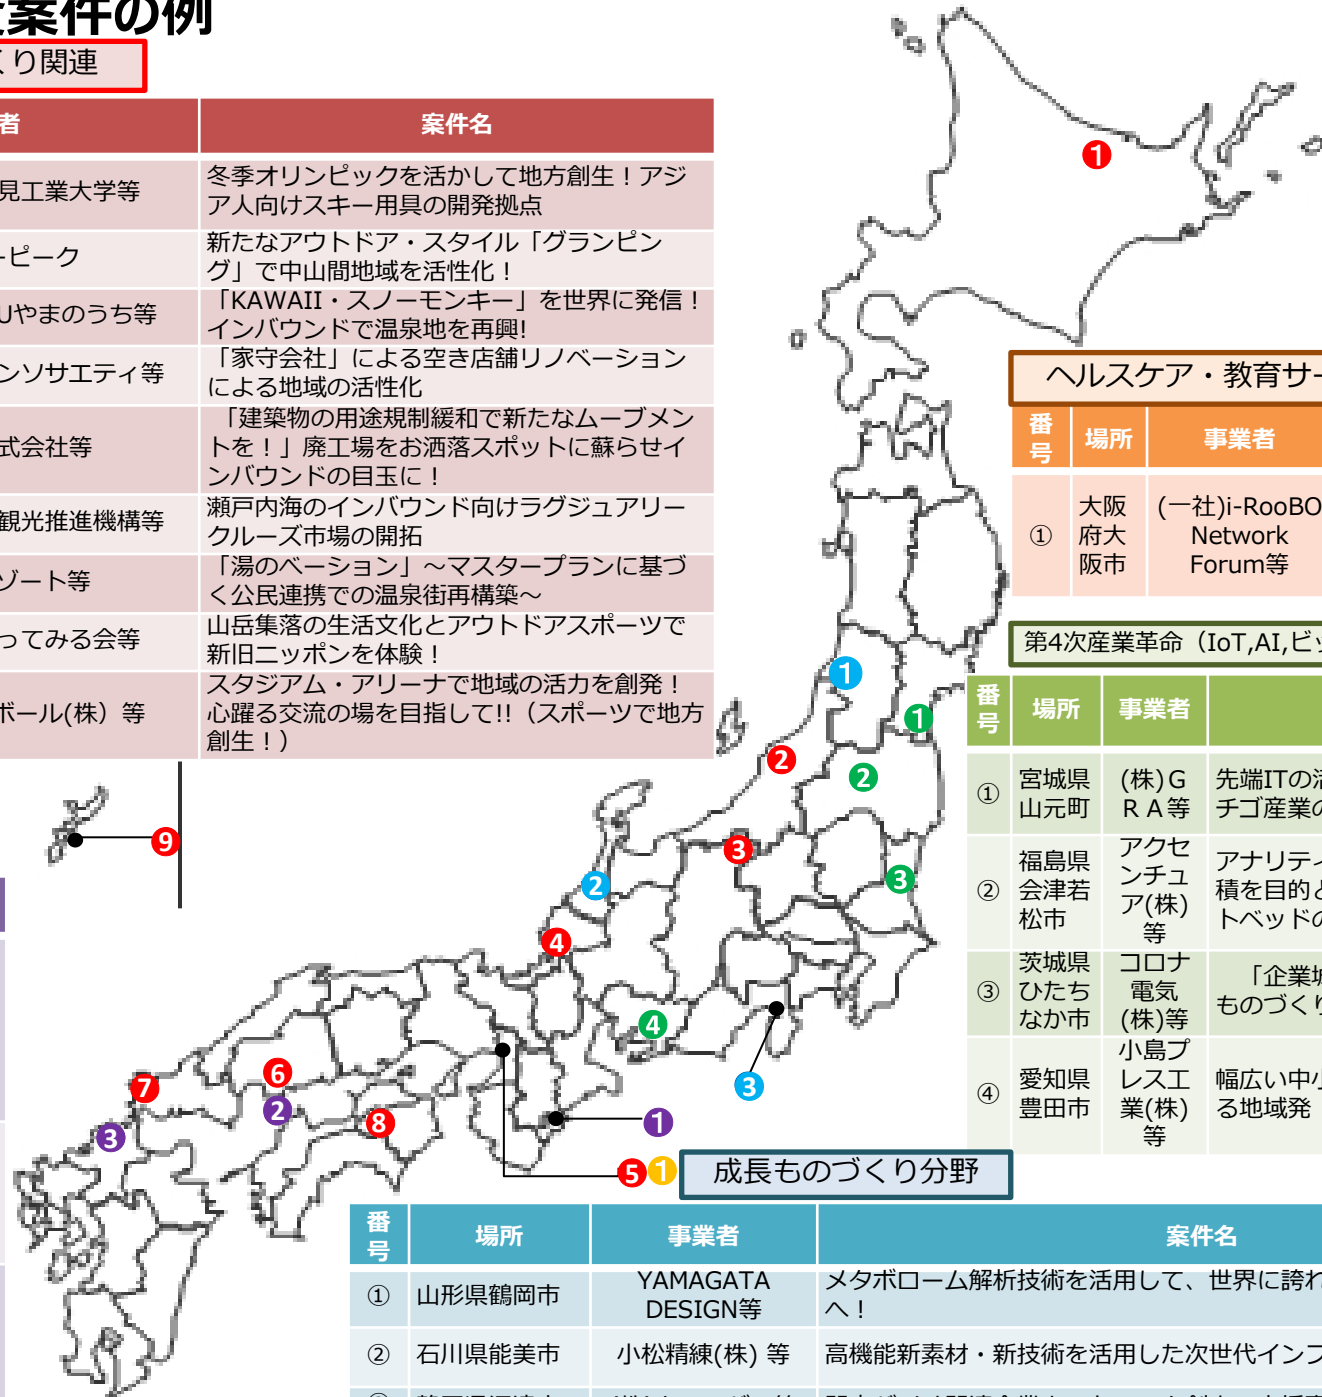 案件の例
くり関連
者
案件名
見工業大学等
冬季オリンピックを活かして地方創生！アジ
ア人向けスキー用具の開発拠点
ーピーク
新たなアウトドア・スタイル「グランピン
グ」で中山間地域を活性化！
Uやまのうち等
「KAWAII・スノーモンキー」を世界に発信！
インバウンドで温泉地を再興!
ンソサエティ等
「家守会社」による空き店舗リノベーション
による地域の活性化
式会社等
「建築物の用途規制緩和で新たなムーブメン
トを！」廃工場をお洒落スポットに蘇らせイ
ンバウンドの目玉に！
観光推進機構等
瀬戸内海のインバウンド向けラグジュアリー
クルーズ市場の開拓
ゾート等
「湯のべーション」～マスタープランに基づ
く公民連携での温泉街再構築～
ってみる会等
山岳集落の生活文化とアウトドアスポーツで
新旧ニッポンを体験！
ボール(株）等
スタジアム・アリーナで地域の活力を創発！
心躍る交流の場を目指して!!（スポーツで地方
創生！）
❶
❶
❶
❷
❷
❸
❸
❷
❹
❹
❸
❾
❻
❼
❷
❽
❸
❶
❺❶
ヘルスケア・教育サー
番
号
場所
事業者
①
大阪
府大
阪市
(一社)i-RooBO
Network
Forum等
第4次産業革命（IoT,AI,ビッ
番
号
場所
事業者
①
宮城県
山元町
(株)Ｇ
ＲＡ等
先端ITの活
チゴ産業の
②
福島県
会津若
松市
アクセ
ンチュ
ア(株)
等
アナリティ
積を目的と
トベッドの
③
茨城県
ひたち
なか市
コロナ
電気
(株)等
「企業城
ものづくり
④
愛知県
豊田市
小島プ
レス工
業(株)
等
幅広い中小
る地域発
成長ものづくり分野
番
号
場所
事業者
案件名
①
山形県鶴岡市
YAMAGATA
DESIGN等
メタボローム解析技術を活用して、世界に誇れ
へ！
②
石川県能美市
小松精練(株) 等
高機能新素材・新技術を活用した次世代インフ